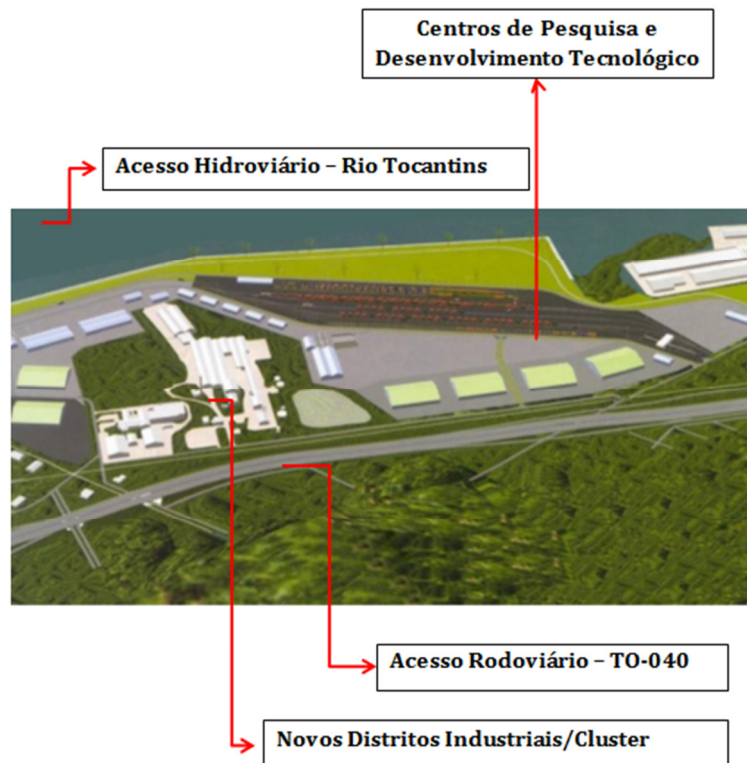 Centros de Pesquisa e
Desenvolvimento Tecnológico
Acesso Hidroviário – Rio Tocantins
Acesso Rodoviário – TO-040
Novos Distritos Industriais/Cluster